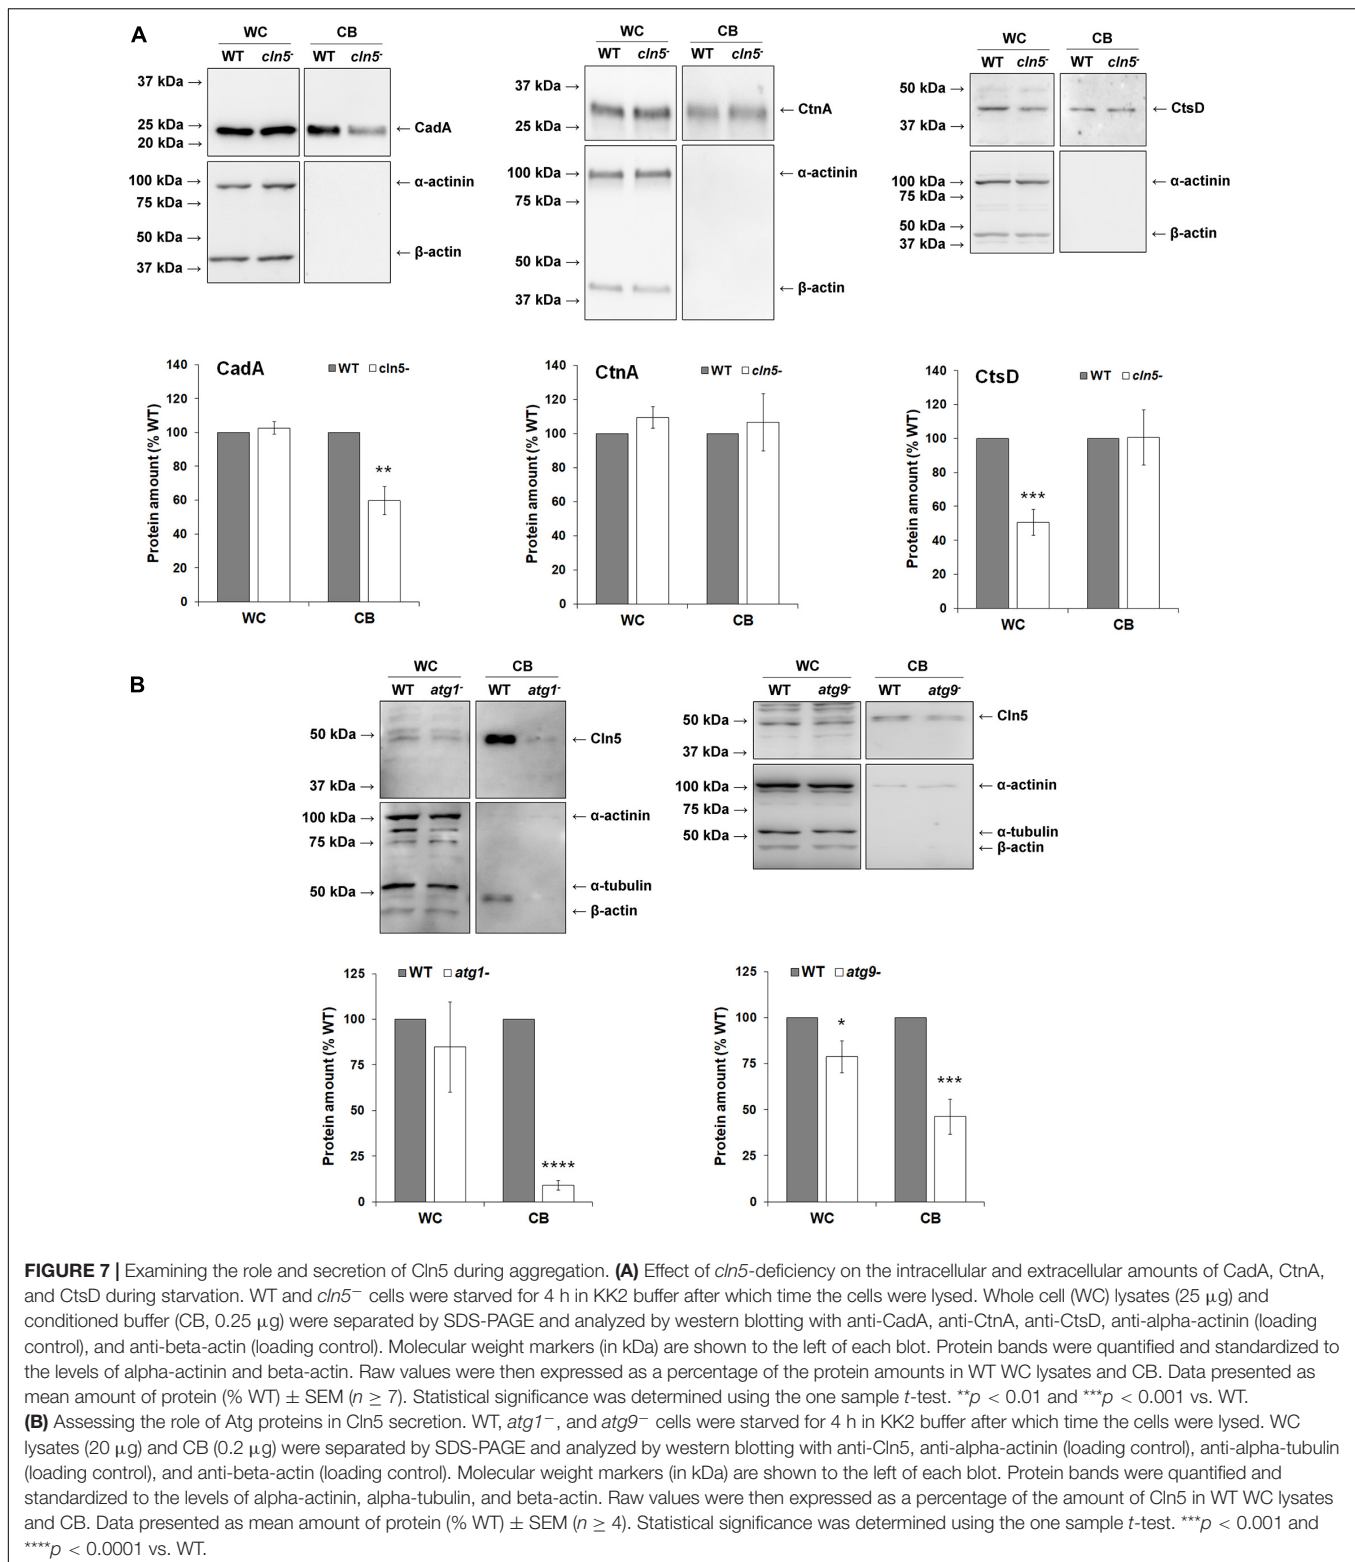 A
WC CB
WT cln5- WT cln5-
37 kDa →
25 kDa →
20 kDa →
← CadA
100 kDa →
75 kDa →
50 kDa →
37 kDa →
← α-actinin
← β-actin
WC CB
WT cln5- WT cln5-
37 kDa →
25 kDa →
← CtnA
100 kDa →
75 kDa →
50 kDa →
37 kDa →
← α-actinin
← β-actin
WC CB
WT cln5- WT cln5-
50 kDa →
37 kDa →
← CtsD
100 kDa →
75 kDa →
50 kDa →
37 kDa →
← α-actinin
← β-actin
CadA
WT cln5-
Protein amount (% WT)
140
120
100
80
60
40
20
0
**
WC CB
CtnA
WT cln5-
Protein amount (% WT)
140
120
100
80
60
40
20
0
WC CB
CtsD
WT cln5-
Protein amount (% WT)
140
120
100
80
60
40
20
0
***
WC CB
B
WC CB
WT atg1- WT atg1-
50 kDa →
37 kDa →
← Cln5
100 kDa →
75 kDa →
50 kDa →
← α-actinin
← α-tubulin
← β-actin
WC CB
WT atg9- WT atg9-
50 kDa →
37 kDa →
← Cln5
100 kDa →
75 kDa →
50 kDa →
← α-actinin
← α-tubulin
← β-actin
WT atg1-
Protein amount (% WT)
125
100
75
50
25
0
****
WC CB
WT atg9-
Protein amount (% WT)
125
100
75
50
25
0
*
***
WC CB
FIGURE 7 | Examining the role and secretion of Cln5 during aggregation. (A) Effect of cln5-deficiency on the intracellular and extracellular amounts of CadA, CtnA,
and CtsD during starvation. WT and cln5− cells were starved for 4 h in KK2 buffer after which time the cells were lysed. Whole cell (WC) lysates (25 μg) and
conditioned buffer (CB, 0.25 μg) were separated by SDS-PAGE and analyzed by western blotting with anti-CadA, anti-CtnA, anti-CtsD, anti-alpha-actinin (loading
control), and anti-beta-actin (loading control). Molecular weight markers (in kDa) are shown to the left of each blot. Protein bands were quantified and standardized to
the levels of alpha-actinin and beta-actin. Raw values were then expressed as a percentage of the protein amounts in WT WC lysates and CB. Data presented as
mean amount of protein (% WT) ± SEM (n ≥ 7). Statistical significance was determined using the one sample t-test. **p < 0.01 and ***p < 0.001 vs. WT.
(B) Assessing the role of Atg proteins in Cln5 secretion. WT, atg1−, and atg9− cells were starved for 4 h in KK2 buffer after which time the cells were lysed. WC
lysates (20 μg) and CB (0.2 μg) were separated by SDS-PAGE and analyzed by western blotting with anti-Cln5, anti-alpha-actinin (loading control), anti-alpha-tubulin
(loading control), and anti-beta-actin (loading control). Molecular weight markers (in kDa) are shown to the left of each blot. Protein bands were quantified and
standardized to the levels of alpha-actinin, alpha-tubulin, and beta-actin. Raw values were then expressed as a percentage of the amount of Cln5 in WT WC lysates
and CB. Data presented as mean amount of protein (% WT) ± SEM (n ≥ 4). Statistical significance was determined using the one sample t-test. ***p < 0.001 and
****p < 0.0001 vs. WT.